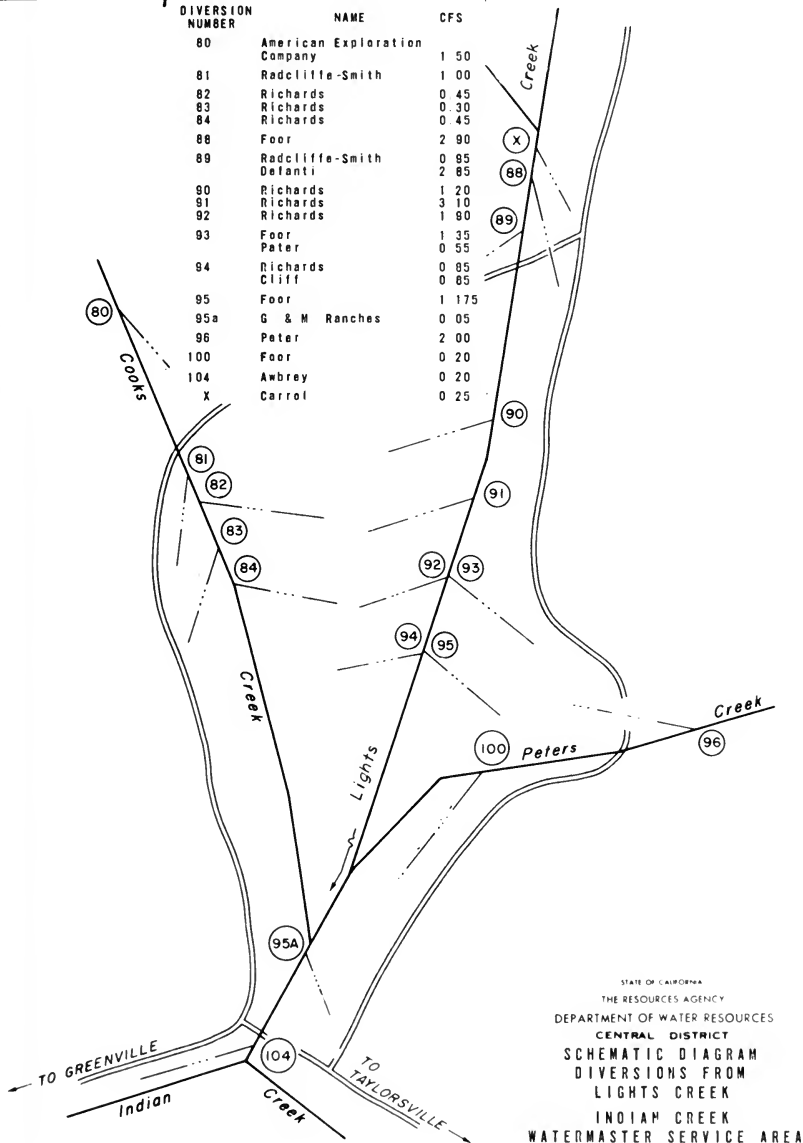 DIVERSION
NUMBER NAME CFS
80 American Exploration
Company 1 50
81 Radcliffe-Smith 1 00
82 Richards 0 45
83 Richards 0.30
84 Richards 0 45
88 Foor 2 90
89 Radcliffe-Smith 0 95
Defanti 2 85
90 Richards 1 20
91 Richards 3 10
92 Richards 1 90
93 Foor 1 35
Pater 0 55
94 Richards 0 85
Cliff 0 85
95 Foor 1 175
95a G & M Ranches 0 05
96 Peter 2 00
100 Foor 0 20
104 Awbrey 0 20
X Carrol 0 25
Creek
X
88
89
80
Cooks
90
81
82
91
83
84
92 93
94 95
Creek
Creek
96
100
Peters
Lights
95A
104
TO GREENVILLE
TO
TAYLORSVILLE
Indian
Creek
STATE OF CALIFORNIA
THE RESOURCES AGENCY
DEPARTMENT OF WATER RESOURCES
CENTRAL DISTRICT
SCHEMATIC DIAGRAM
DIVERSIONS FROM
LIGHTS CREEK
INDIAN CREEK
WATERMASTER SERVICE AREA